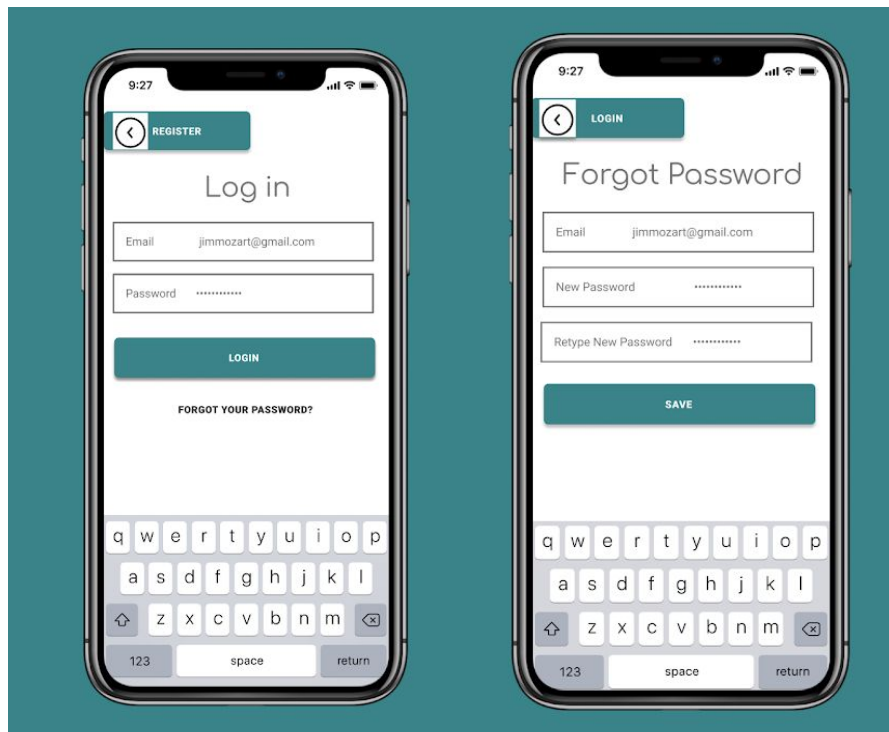 9:27
REGISTER
Log in
Email jimmozart@gmail.com
Password ············
LOGIN
FORGOT YOUR PASSWORD?
q w e r t y u i o p
a s d f g h j k l
z x c v b n m
123 space return
9:27
LOGIN
Forgot Password
Email jimmozart@gmail.com
New Password ············
Retype New Password ············
SAVE
q w e r t y u i o p
a s d f g h j k l
z x c v b n m
123 space return